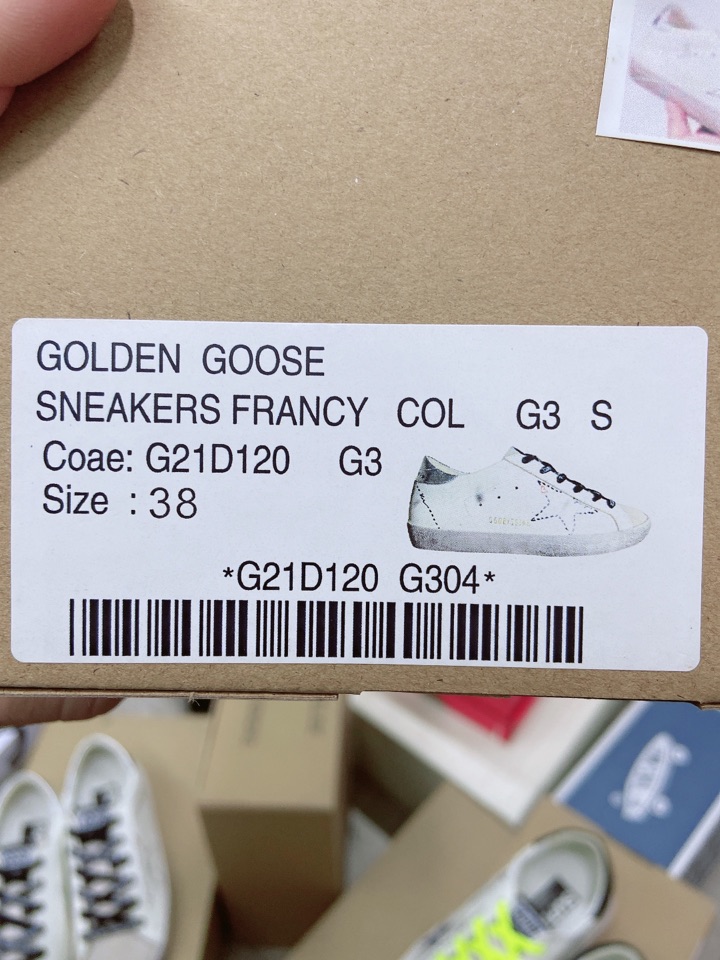 GOLDEN GOOSE
SNEAKERS FRANCY COL G3 S
Coae: G21D120 G3
Size : 38
*G21D120 G304*